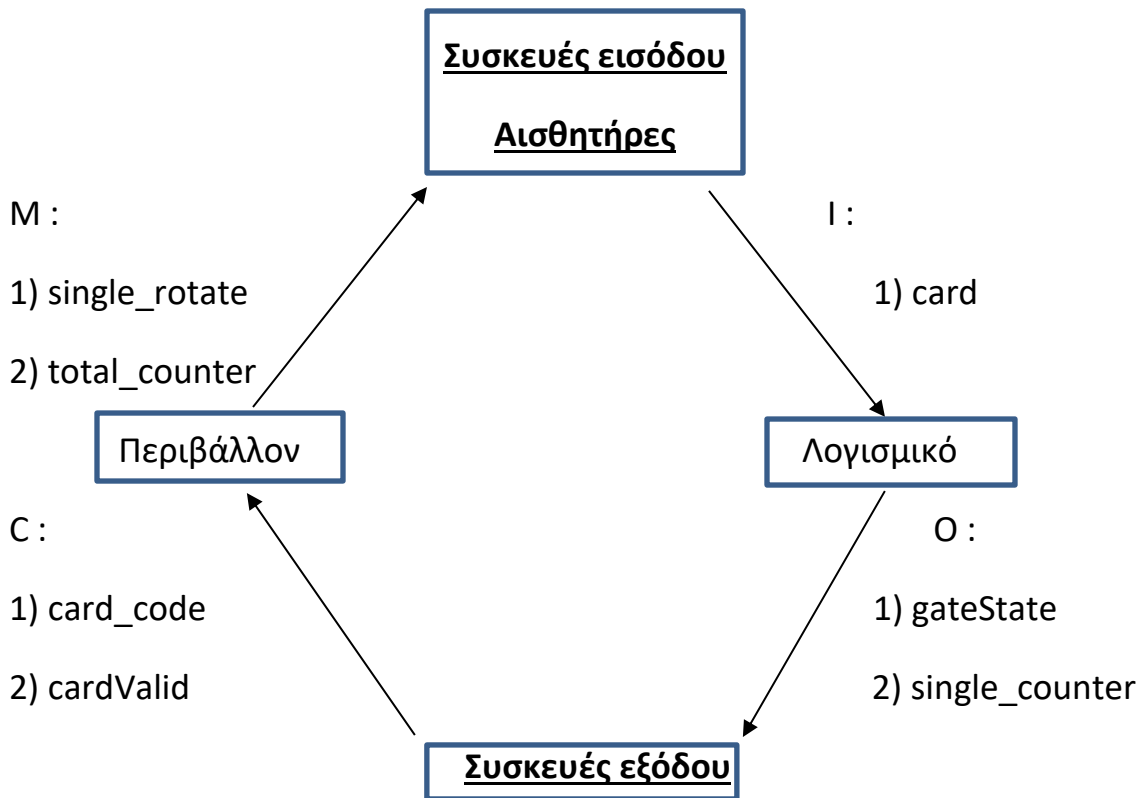 Συσκευές εισόδου
Αισθητήρες
M :
1) single_rotate
2) total_counter
I :
1) card
Περιβάλλον
Λογισμικό
C :
1) card_code
2) cardValid
O :
1) gateState
2) single_counter
Συσκευές εξόδου